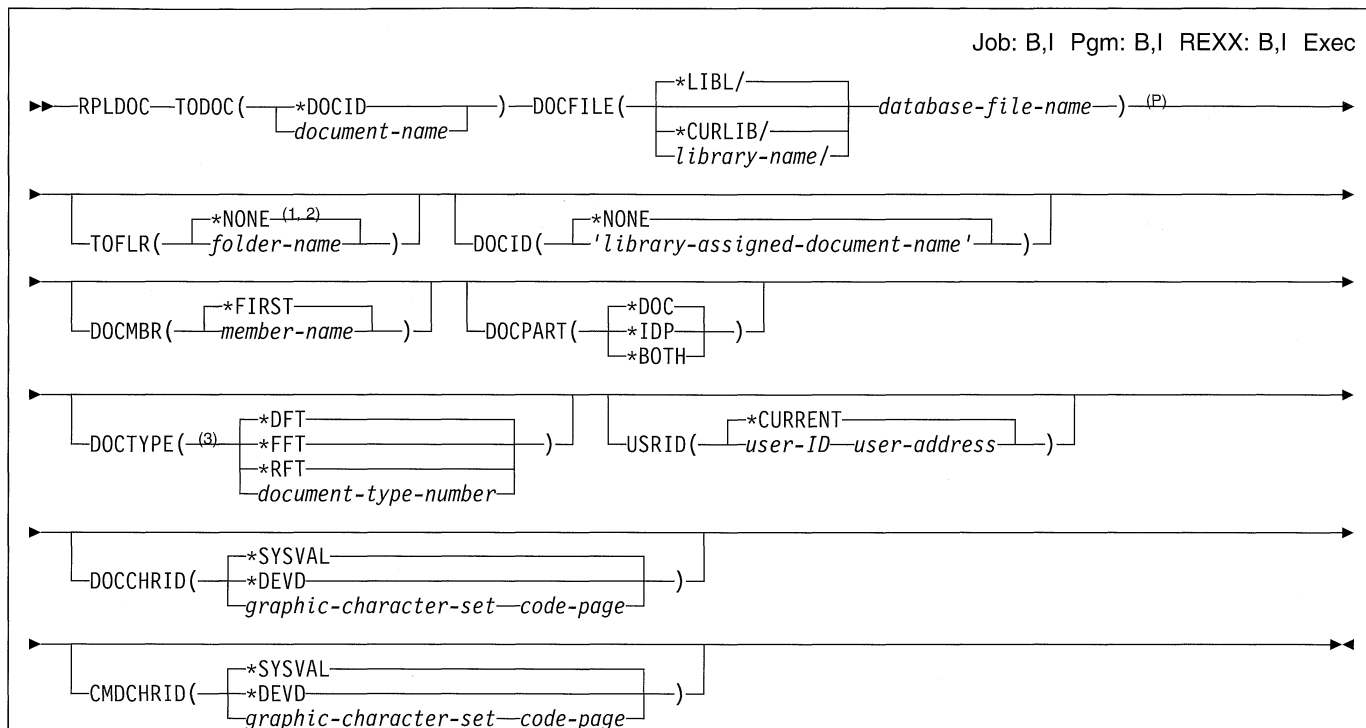 Job: B,I Pgm: B,I REXX: B,I Exec
*LIBL/
RPLDOC TODOC( *DOCID ) DOCFILE( database-file-name ) (P)
document-name *CURLIB/
library-name/
*NONE (1, 2) *NONE
TOFLR( folder-name ) DOCID( 'library-assigned-document-name' )
*FIRST *DOC
DOCMBR( member-name ) DOCPART( *IDP )
*BOTH
*DFT *CURRENT
DOCTYPE( (3) *FFT ) USRID( user-ID user-address )
*RFT
document-type-number
*SYSVAL
DOCCHRID( *DEVD )
graphic-character-set code-page
*SYSVAL
CMDCHRID( *DEVD )
graphic-character-set code-page